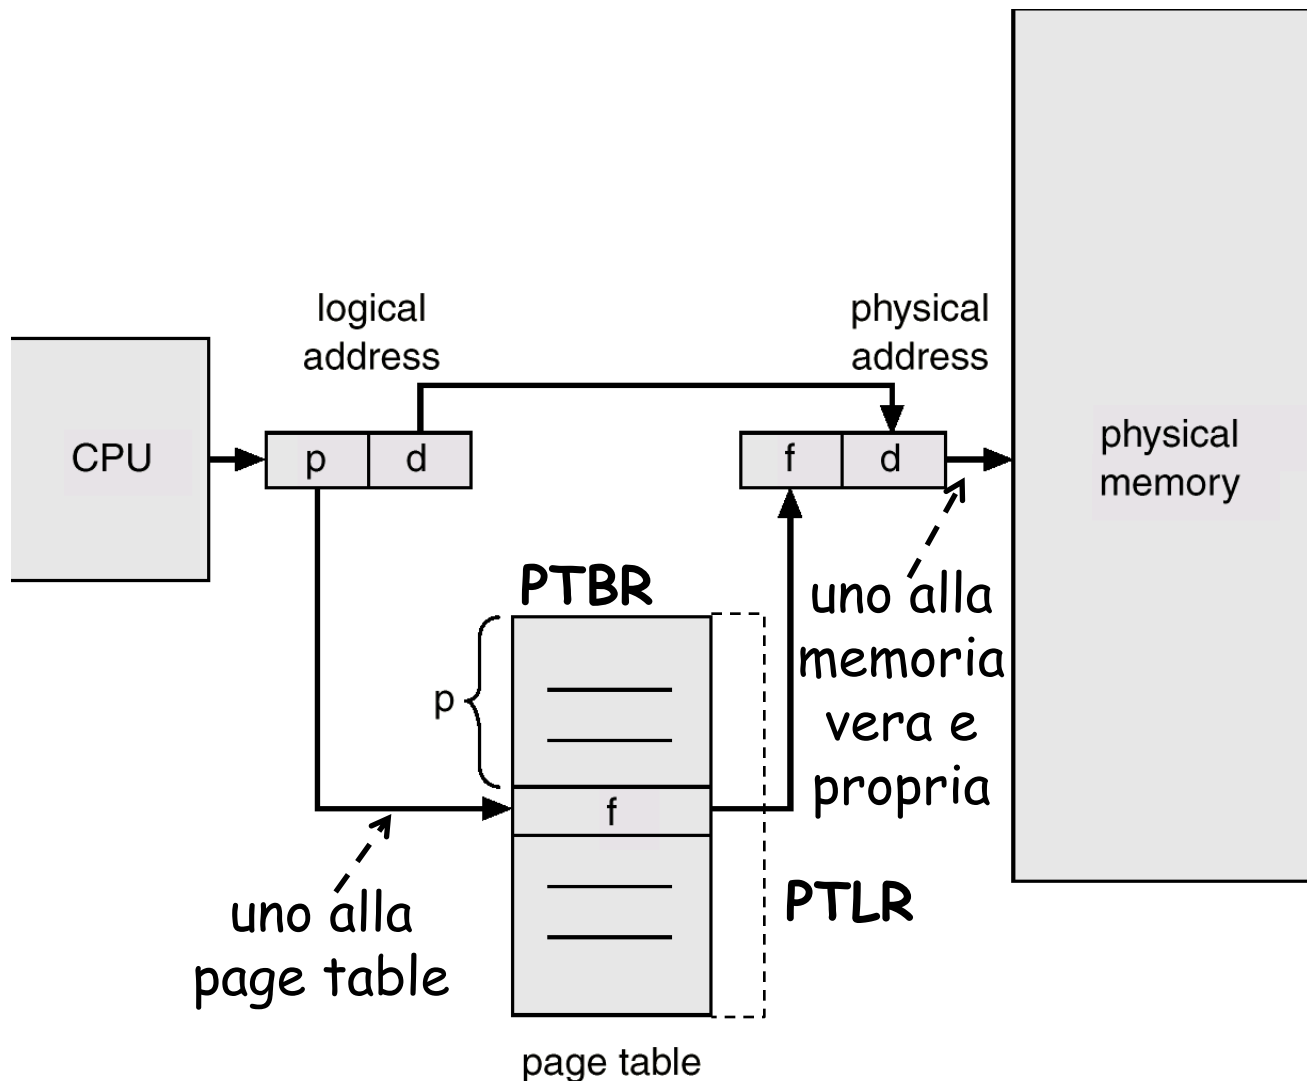 logical
address
physical
address
CPU
p
d
f
d
physical
memory
PTBR
uno alla
memoria
vera e
propria
p
f
PTLR
uno alla
page table
page table